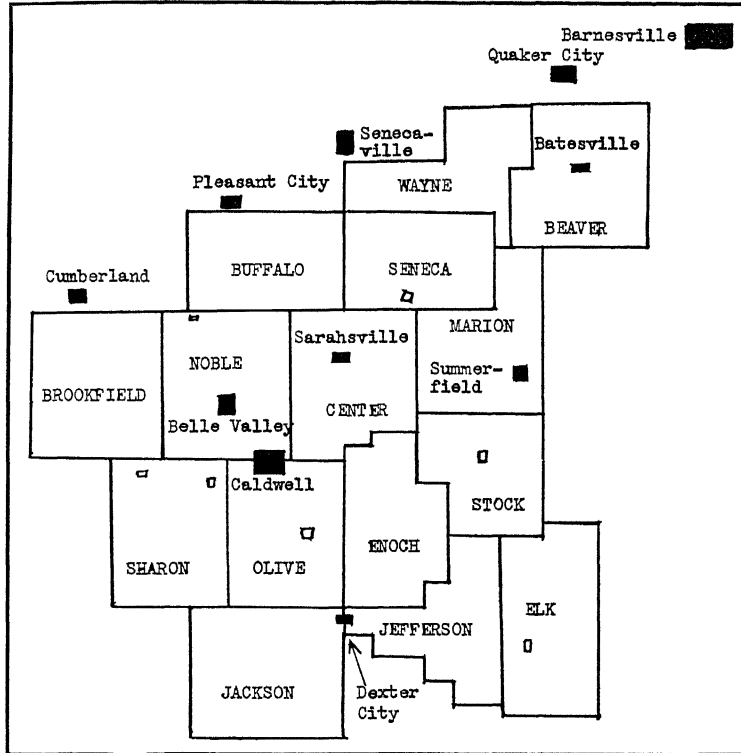 Barnesville
Quaker City
Seneca-
ville
Batesville
Pleasant City
WAYNE
BEAVER
BUFFALO
SENECA
Cumberland
MARION
Sarahsville
NOBLE
Summer-
field
BROOKFIELD
CENTER
Belle Valley
Caldwell
STOCK
ENOCH
SHARON
OLIVE
ELK
JEFFERSON
JACKSON
Dexter
City